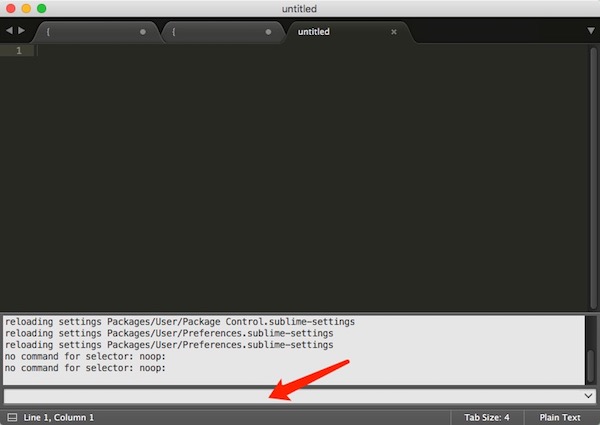 untitled
{
{
untitled
1
reloading settings Packages/User/Package Control.sublime-settings
reloading settings Packages/User/Preferences.sublime-settings
reloading settings Packages/User/Preferences.sublime-settings
no command for selector: noop:
no command for selector: noop:
Line 1, Column 1
Tab Size: 4
Plain Text